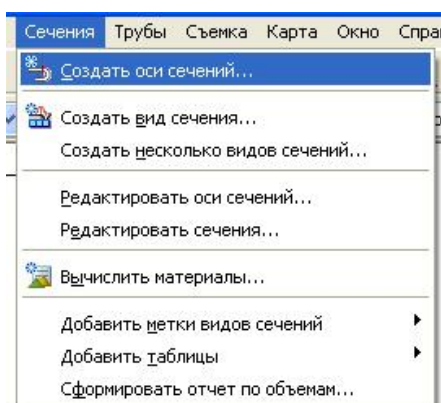 Сечения Трубы Съемка Карта Окно
Создать оси сечений...
Создать вид сечения...
Создать несколько видов сечений...
Редактировать оси сечений...
Редактировать сечения...
Вычислить материалы...
Добавить метки видов сечений
Добавить таблицы
Сформировать отчет по объемам...